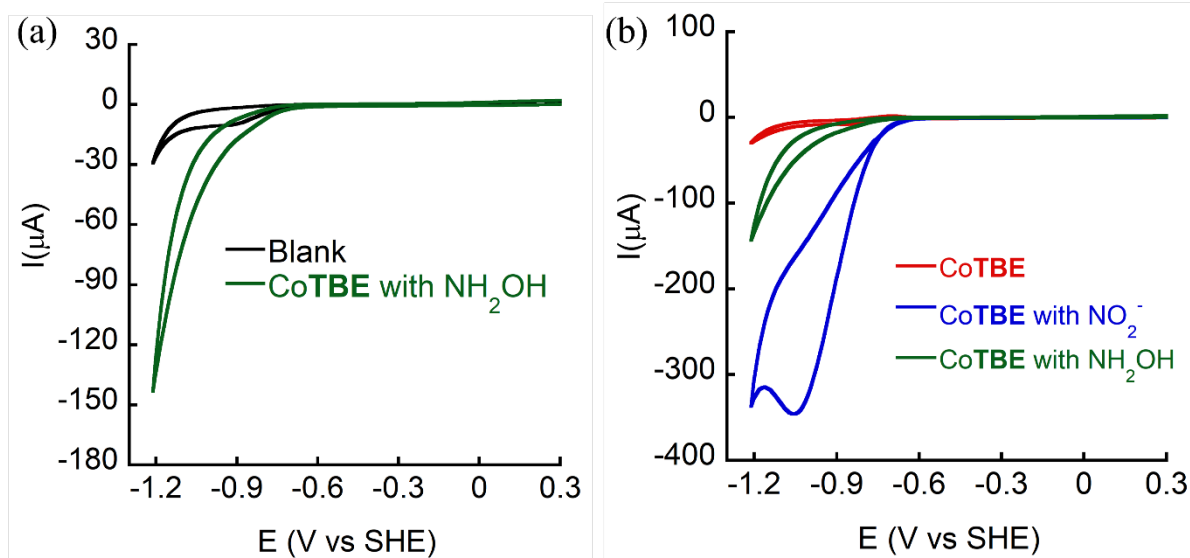 (a)
30
0
-30
-60
-90
-120
-150
-180
I(μA)
Blank
CoTBE with NH₂OH
-1.2 -0.9 -0.6 -0.3 0 0.3
E (V vs SHE)
(b)
100
0
-100
-200
-300
-400
I(μA)
CoTBE
CoTBE with NO₂⁻
CoTBE with NH₂OH
-1.2 -0.9 -0.6 -0.3 0 0.3
E (V vs SHE)